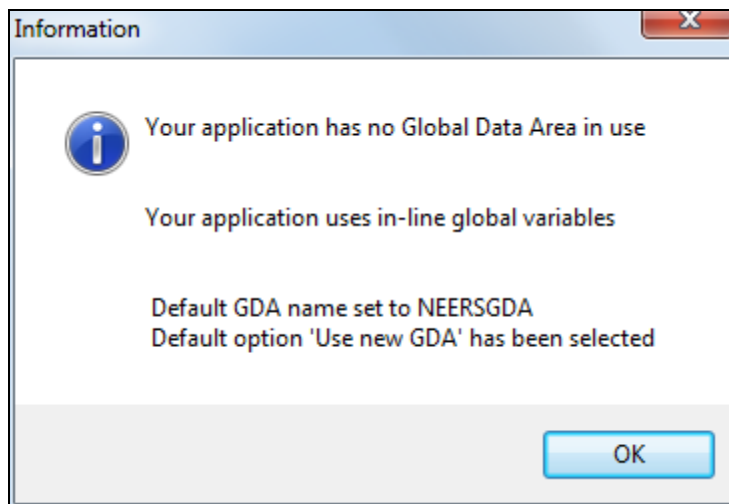 Information
Your application has no Global Data Area in use
Your application uses in-line global variables
Default GDA name set to NEERSGDA
Default option 'Use new GDA' has been selected
OK